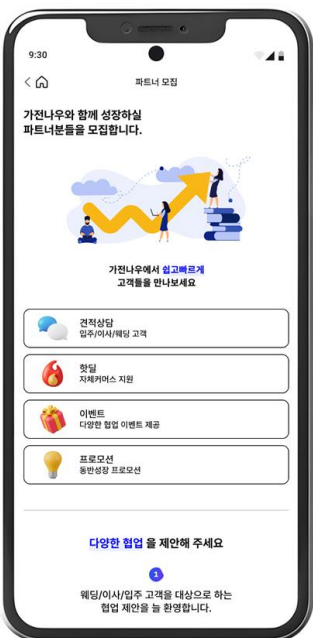 9:30
파트너 모집
가전나우와 함께 성장하실
파트너분들을 모집합니다.
가전나우에서 쉽고빠르게
고객들을 만나보세요
견적상담
입주/이사/웨딩 고객
핫딜
자체커머스 지원
이벤트
다양한 협업 이벤트 제공
프로모션
동반성장 프로모션
다양한 협업 을 제안해 주세요
1
웨딩/이사/입주 고객을 대상으로 하는
협업 제안을 늘 환영합니다.